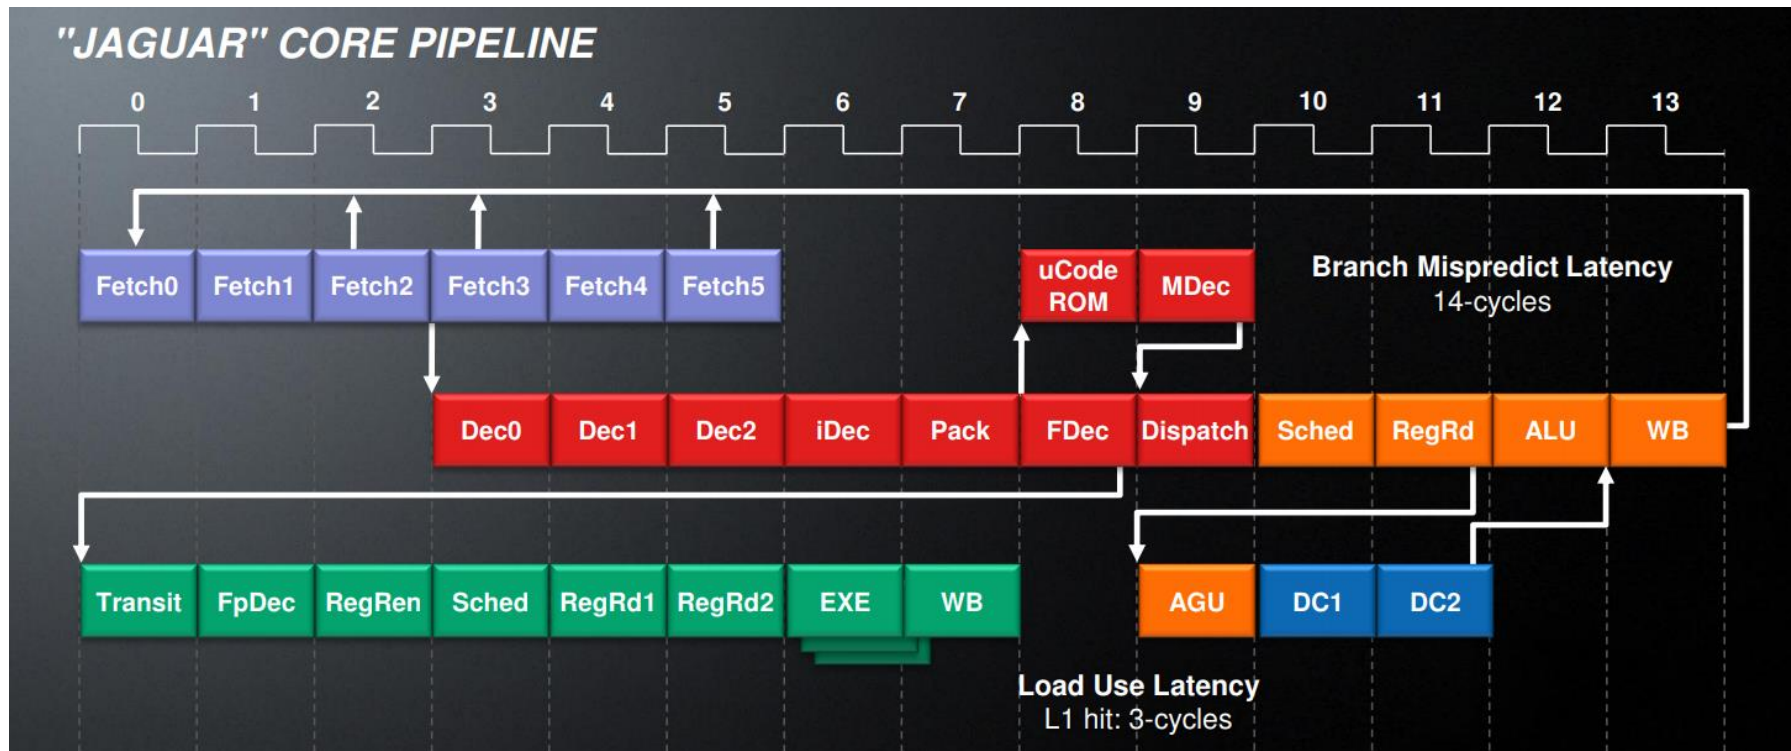 "JAGUAR" CORE PIPELINE
0 1 2 3 4 5 6 7 8 9 10 11 12 13
Fetch0 Fetch1 Fetch2 Fetch3 Fetch4 Fetch5
uCode
ROM
MDec
Branch Mispredict Latency
14-cycles
Dec0 Dec1 Dec2 iDec Pack FDec Dispatch Sched RegRd ALU WB
Transit FpDec RegRen Sched RegRd1 RegRd2 EXE WB
AGU DC1 DC2
Load Use Latency
L1 hit: 3-cycles